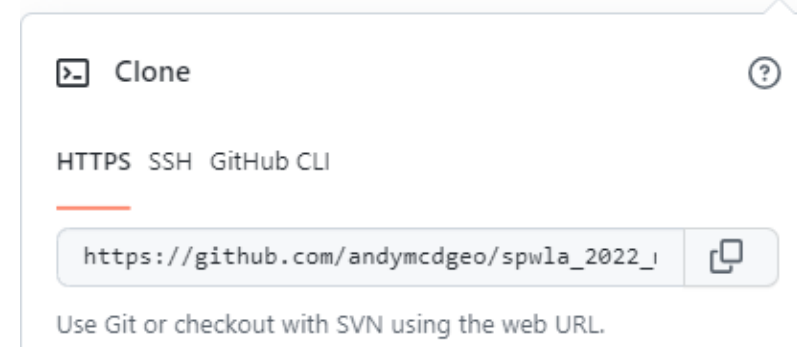 Clone
HTTPS SSH GitHub CLI
https://github.com/andymcdgeo/spwla_2022_
Use Git or checkout with SVN using the web URL.